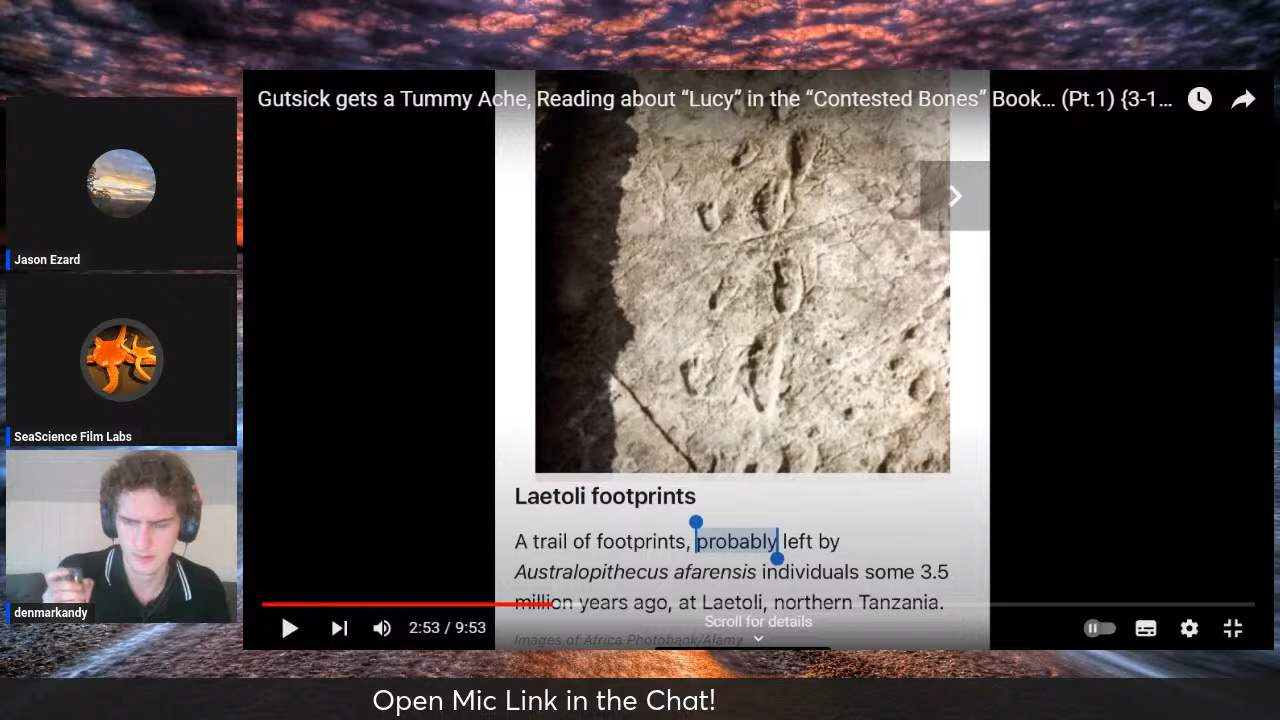 Gutsick gets a Tummy Ache, Reading about “Lucy” in the “Contested Bones” Book... (Pt.1) {3-1...
Jason Ezard
SeaScience Film Labs
denmarkandy
Laetoli footprints
A trail of footprints, probably left by
Australopithecus afarensis individuals some 3.5
million years ago, at Laetoli, northern Tanzania.
Images of Africa Photobank/Alamy
Scroll for details
2:53 / 9:53
Open Mic Link in the Chat!